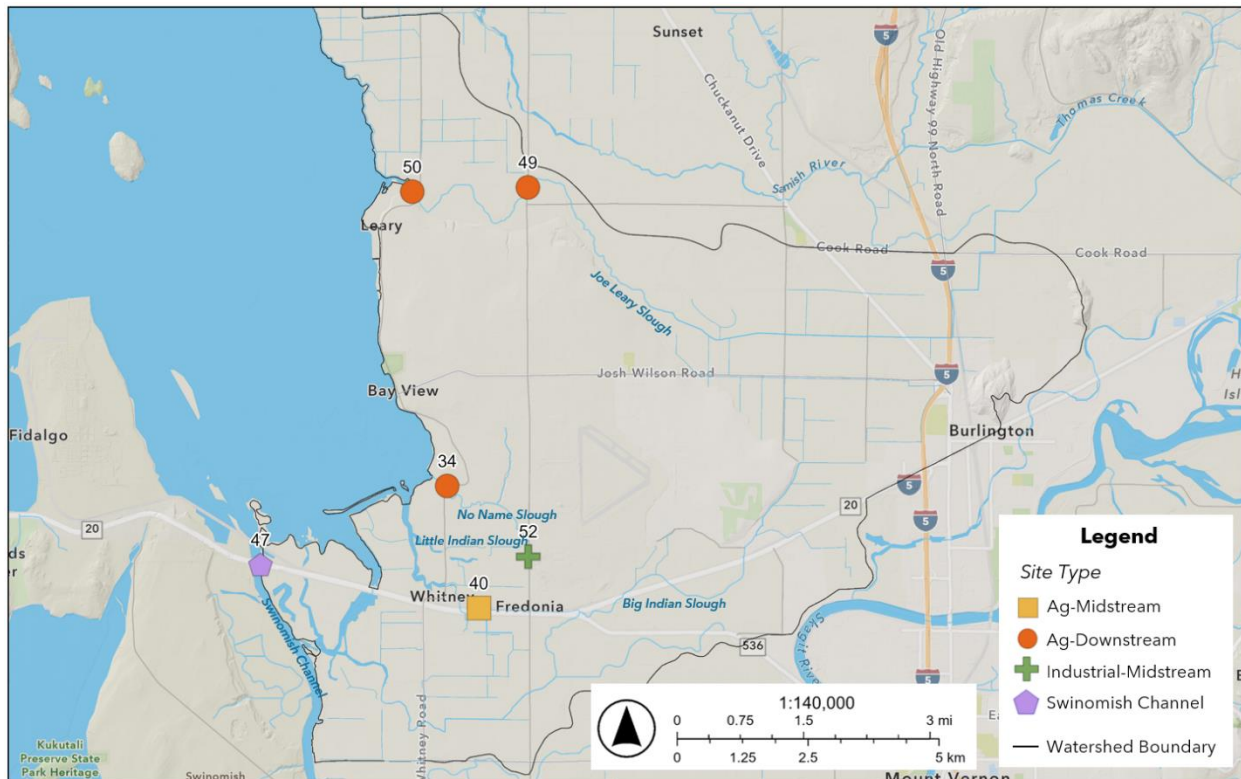 Sunset
Chuckanut Drive
Old Highway 99 North Road
5
Thomas Creek
Samish River
50
49
Leary
Cook Road
Cook Road
5
Joe Leary Slough
Josh Wilson Road
5
Bay View
Burlington
Fidalgo
34
5
20
No Name Slough
Little Indian Slough
52
5
20
47
40
Whitney
Fredonia
Big Indian Slough
Swinomish Channel
Skagit River
536
5
Whitney Road
Kukutali
Preserve State
Park Heritage
Swinomish
Mount Vernon
Legend
Site Type
Ag-Midstream
Ag-Downstream
Industrial-Midstream
Swinomish Channel
Watershed Boundary
1:140,000
0 0.75 1.5 3 mi
0 1.25 2.5 5 km